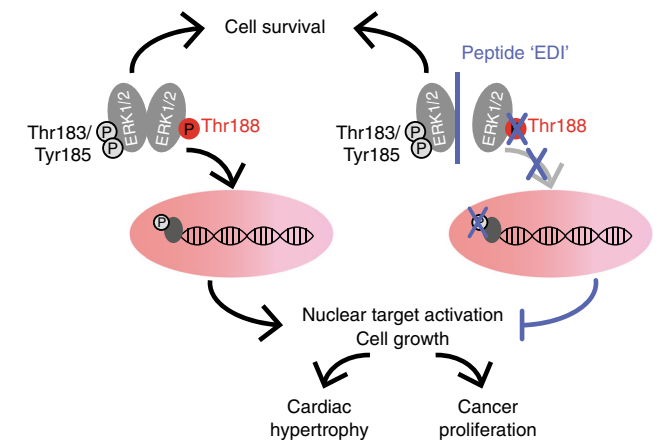 Cell survival
Peptide ‘EDI’
ERK1/2
ERK1/2
P
Thr188
Thr183/
Tyr185
P
P
ERK1/2
ERK1/2
Thr188
Thr183/
Tyr185
P
P
P
P
Nuclear target activation
Cell growth
Cardiac
hypertrophy
Cancer
proliferation